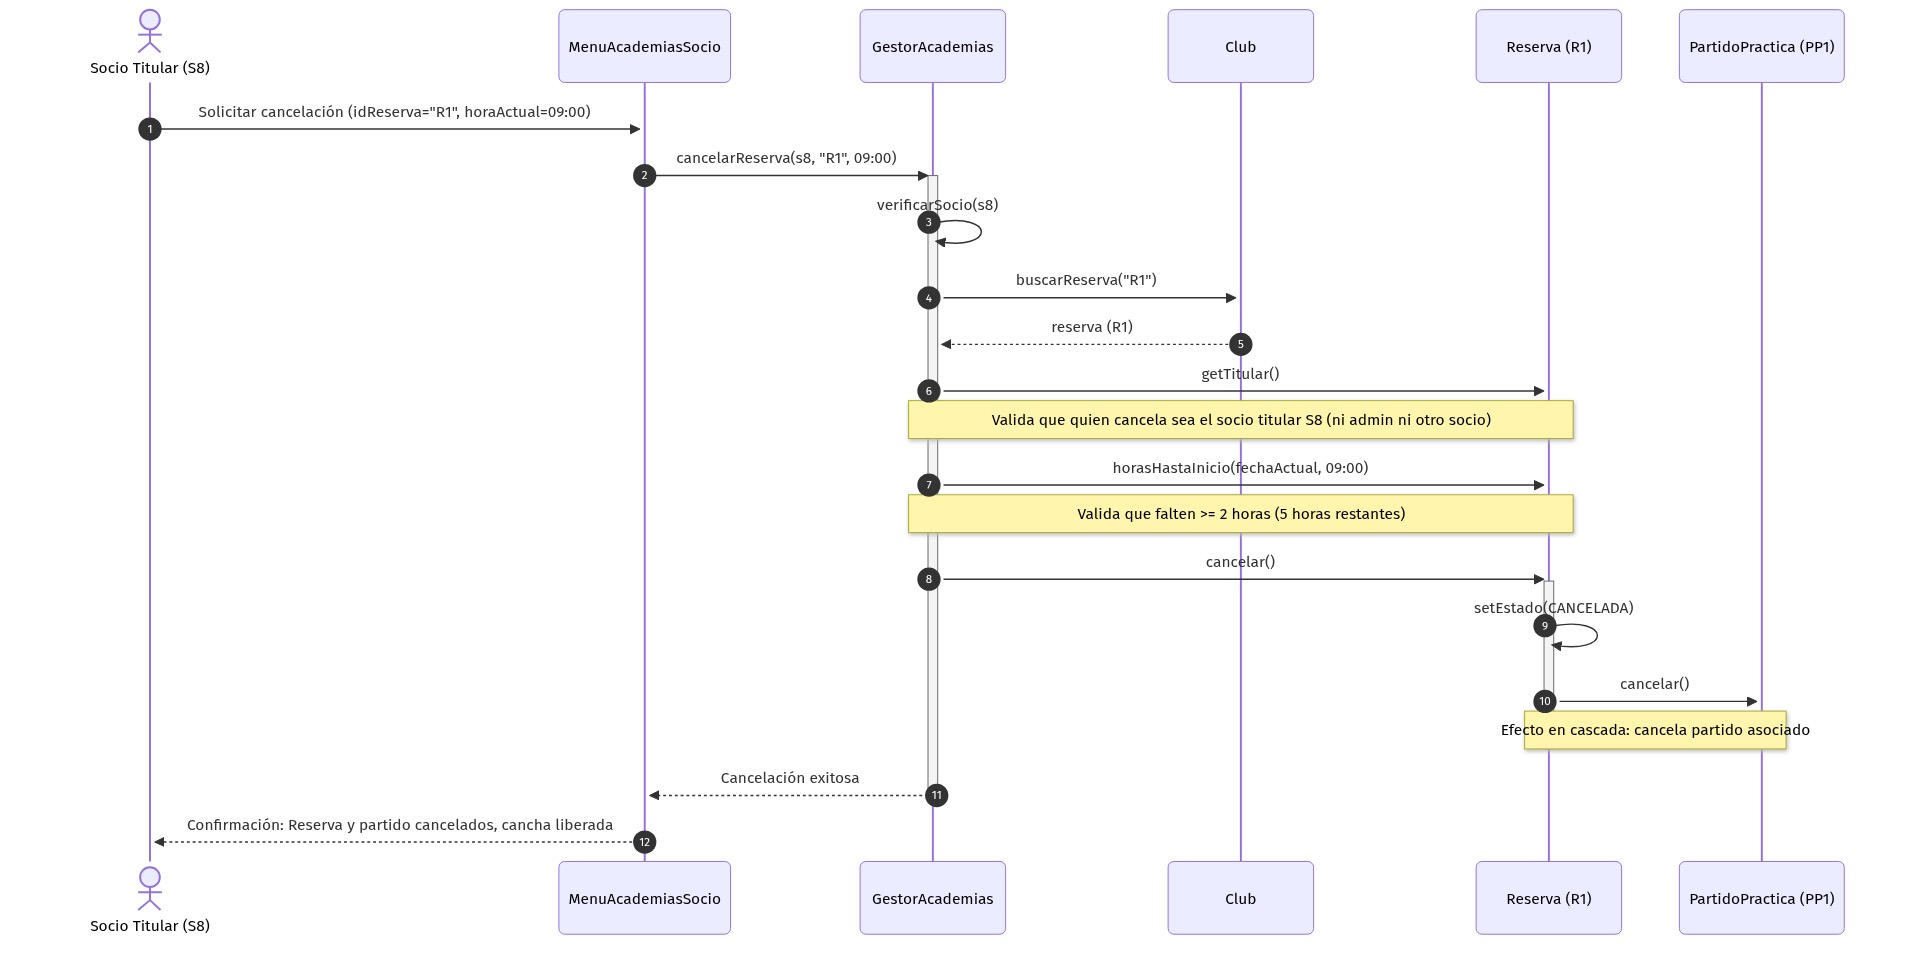 Socio Titular (S8)
MenuAcademiasSocio
GestorAcademias
Club
Reserva (R1)
PartidoPractica (PP1)
Solicitar cancelación (idReserva="R1", horaActual=09:00)
1
cancelarReserva(s8, "R1", 09:00)
2
verificarSocio(s8)
3
buscarReserva("R1")
4
reserva (R1)
5
getTitular()
6
Valida que quien cancela sea el socio titular S8 (ni admin ni otro socio)
horasHastaInicio(fechaActual, 09:00)
7
Valida que falten >= 2 horas (5 horas restantes)
cancelar()
8
setEstado(CANCELADA)
9
cancelar()
10
Efecto en cascada: cancela partido asociado
Cancelación exitosa
11
Confirmación: Reserva y partido cancelados, cancha liberada
12
Socio Titular (S8)
MenuAcademiasSocio
GestorAcademias
Club
Reserva (R1)
PartidoPractica (PP1)